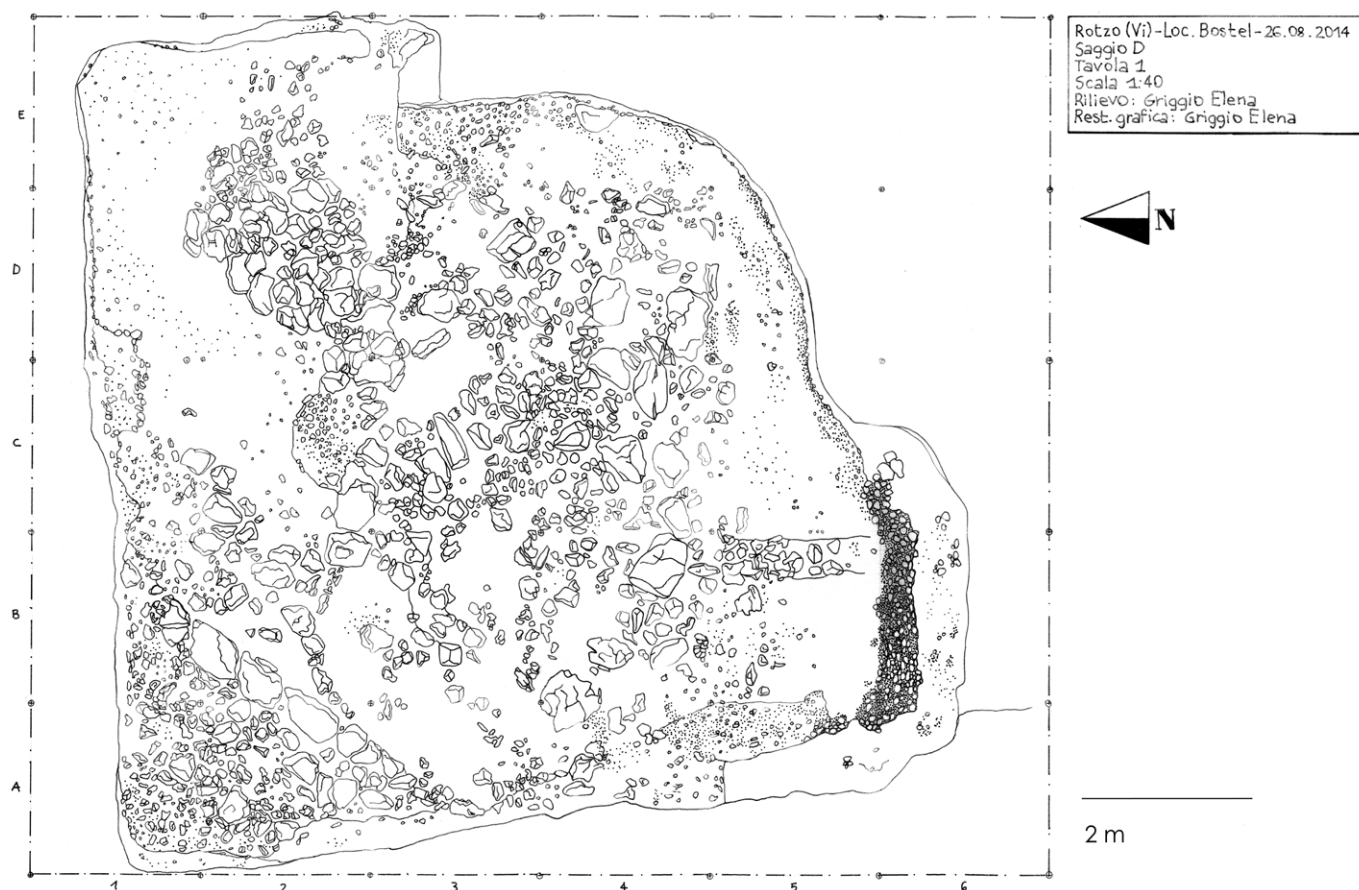 Rotzo (Vi)-Loc. Bostel-26.08.2014
Saggio D
Tavola 1
Scala 1:40
Rilievo: Griggio Elena
Rest. grafica: Griggio Elena
E
N
D
C
B
A
2 m
1 2 3 4 5 6